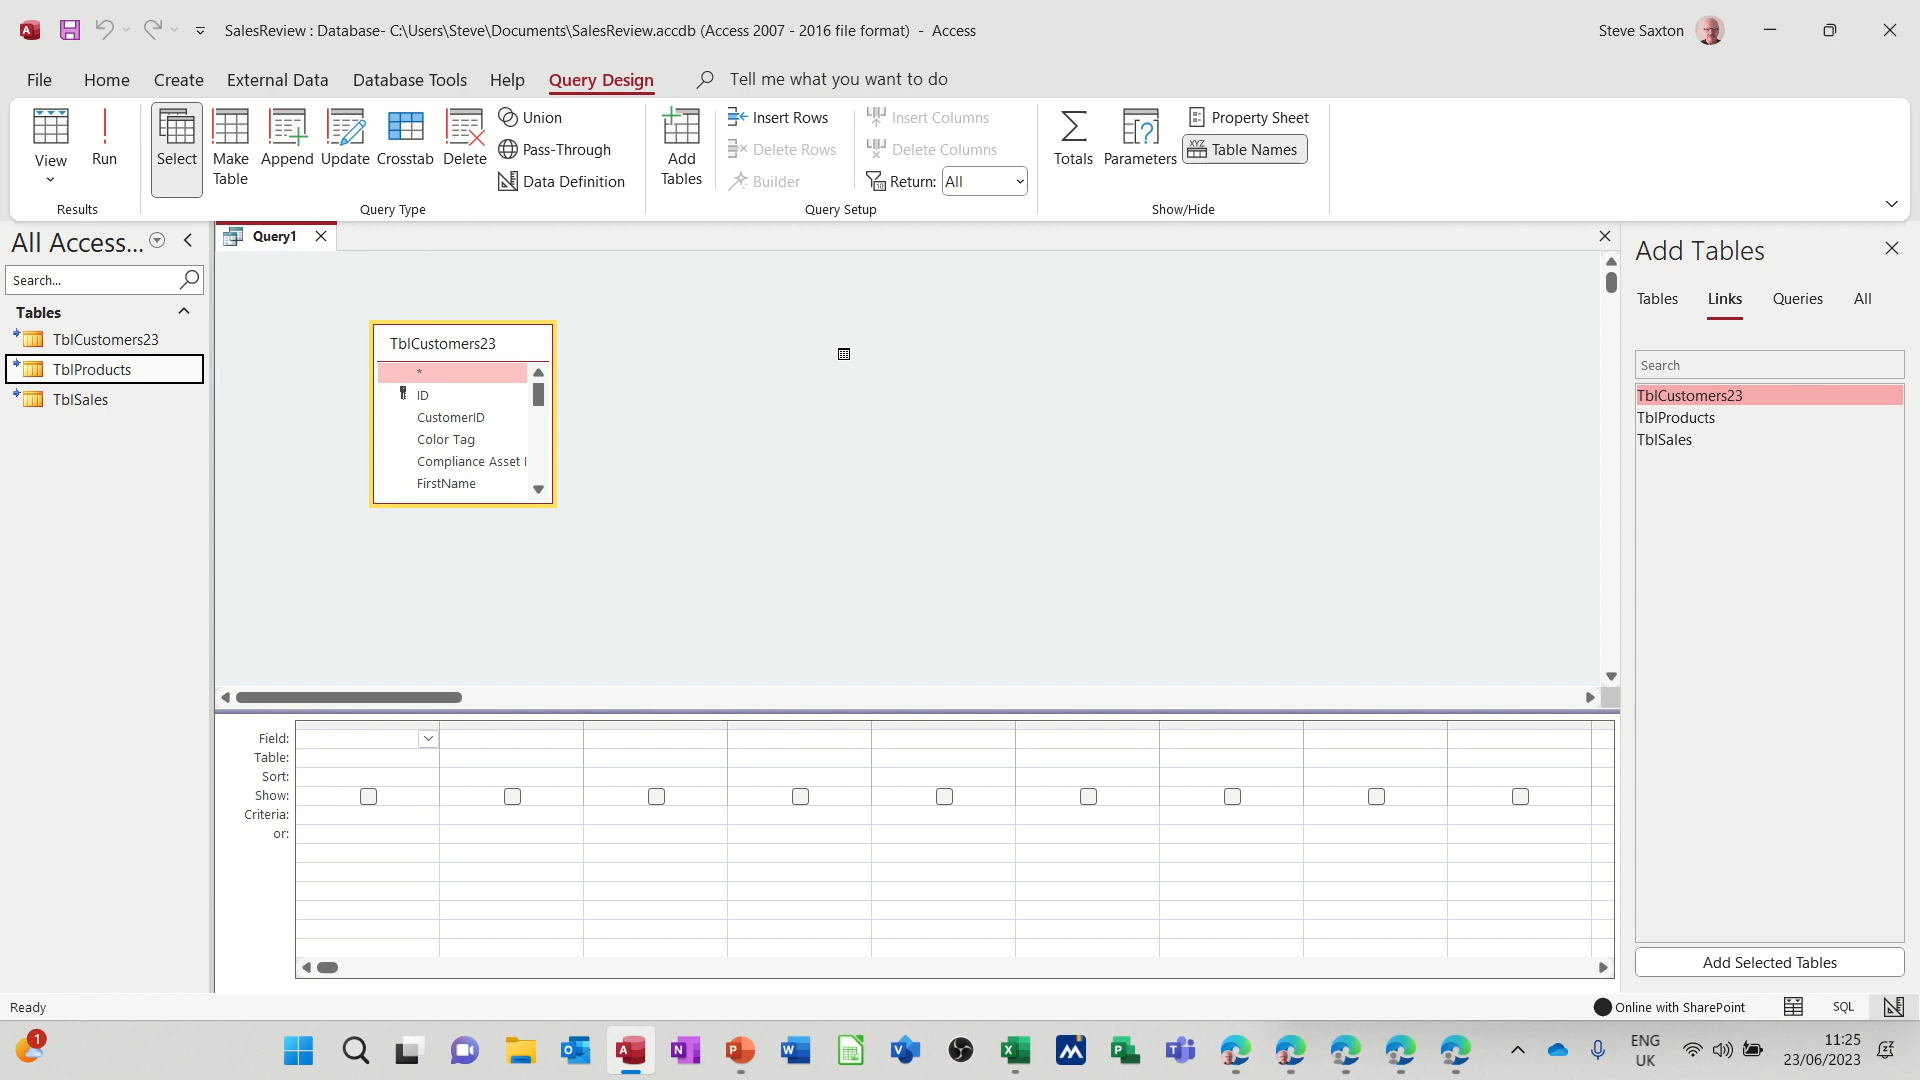 SalesReview : Database- C:\Users\Steve\Documents\SalesReview.accdb (Access 2007 - 2016 file format) - Access
Steve Saxton
File Home Create External Data Database Tools Help Query Design Tell me what you want to do
View
Run
Results
Select
Make Table
Append
Update
Crosstab
Delete
Union
Pass-Through
Data Definition
Query Type
Add Tables
Insert Rows
Delete Rows
Builder
Insert Columns
Delete Columns
Return: All
Query Setup
Totals
Parameters
Property Sheet
XYZ Table Names
Show/Hide
All Access...
Search...
Tables
TblCustomers23
TblProducts
TblSales
Query1
TblCustomers23
*
ID
CustomerID
Color Tag
Compliance Asset I
FirstName
Field:
Table:
Sort:
Show:
Criteria:
or:
Add Tables
Tables Links Queries All
Search
TblCustomers23
TblProducts
TblSales
Add Selected Tables
Ready
Online with SharePoint
SQL
1
ENG
UK
11:25
23/06/2023